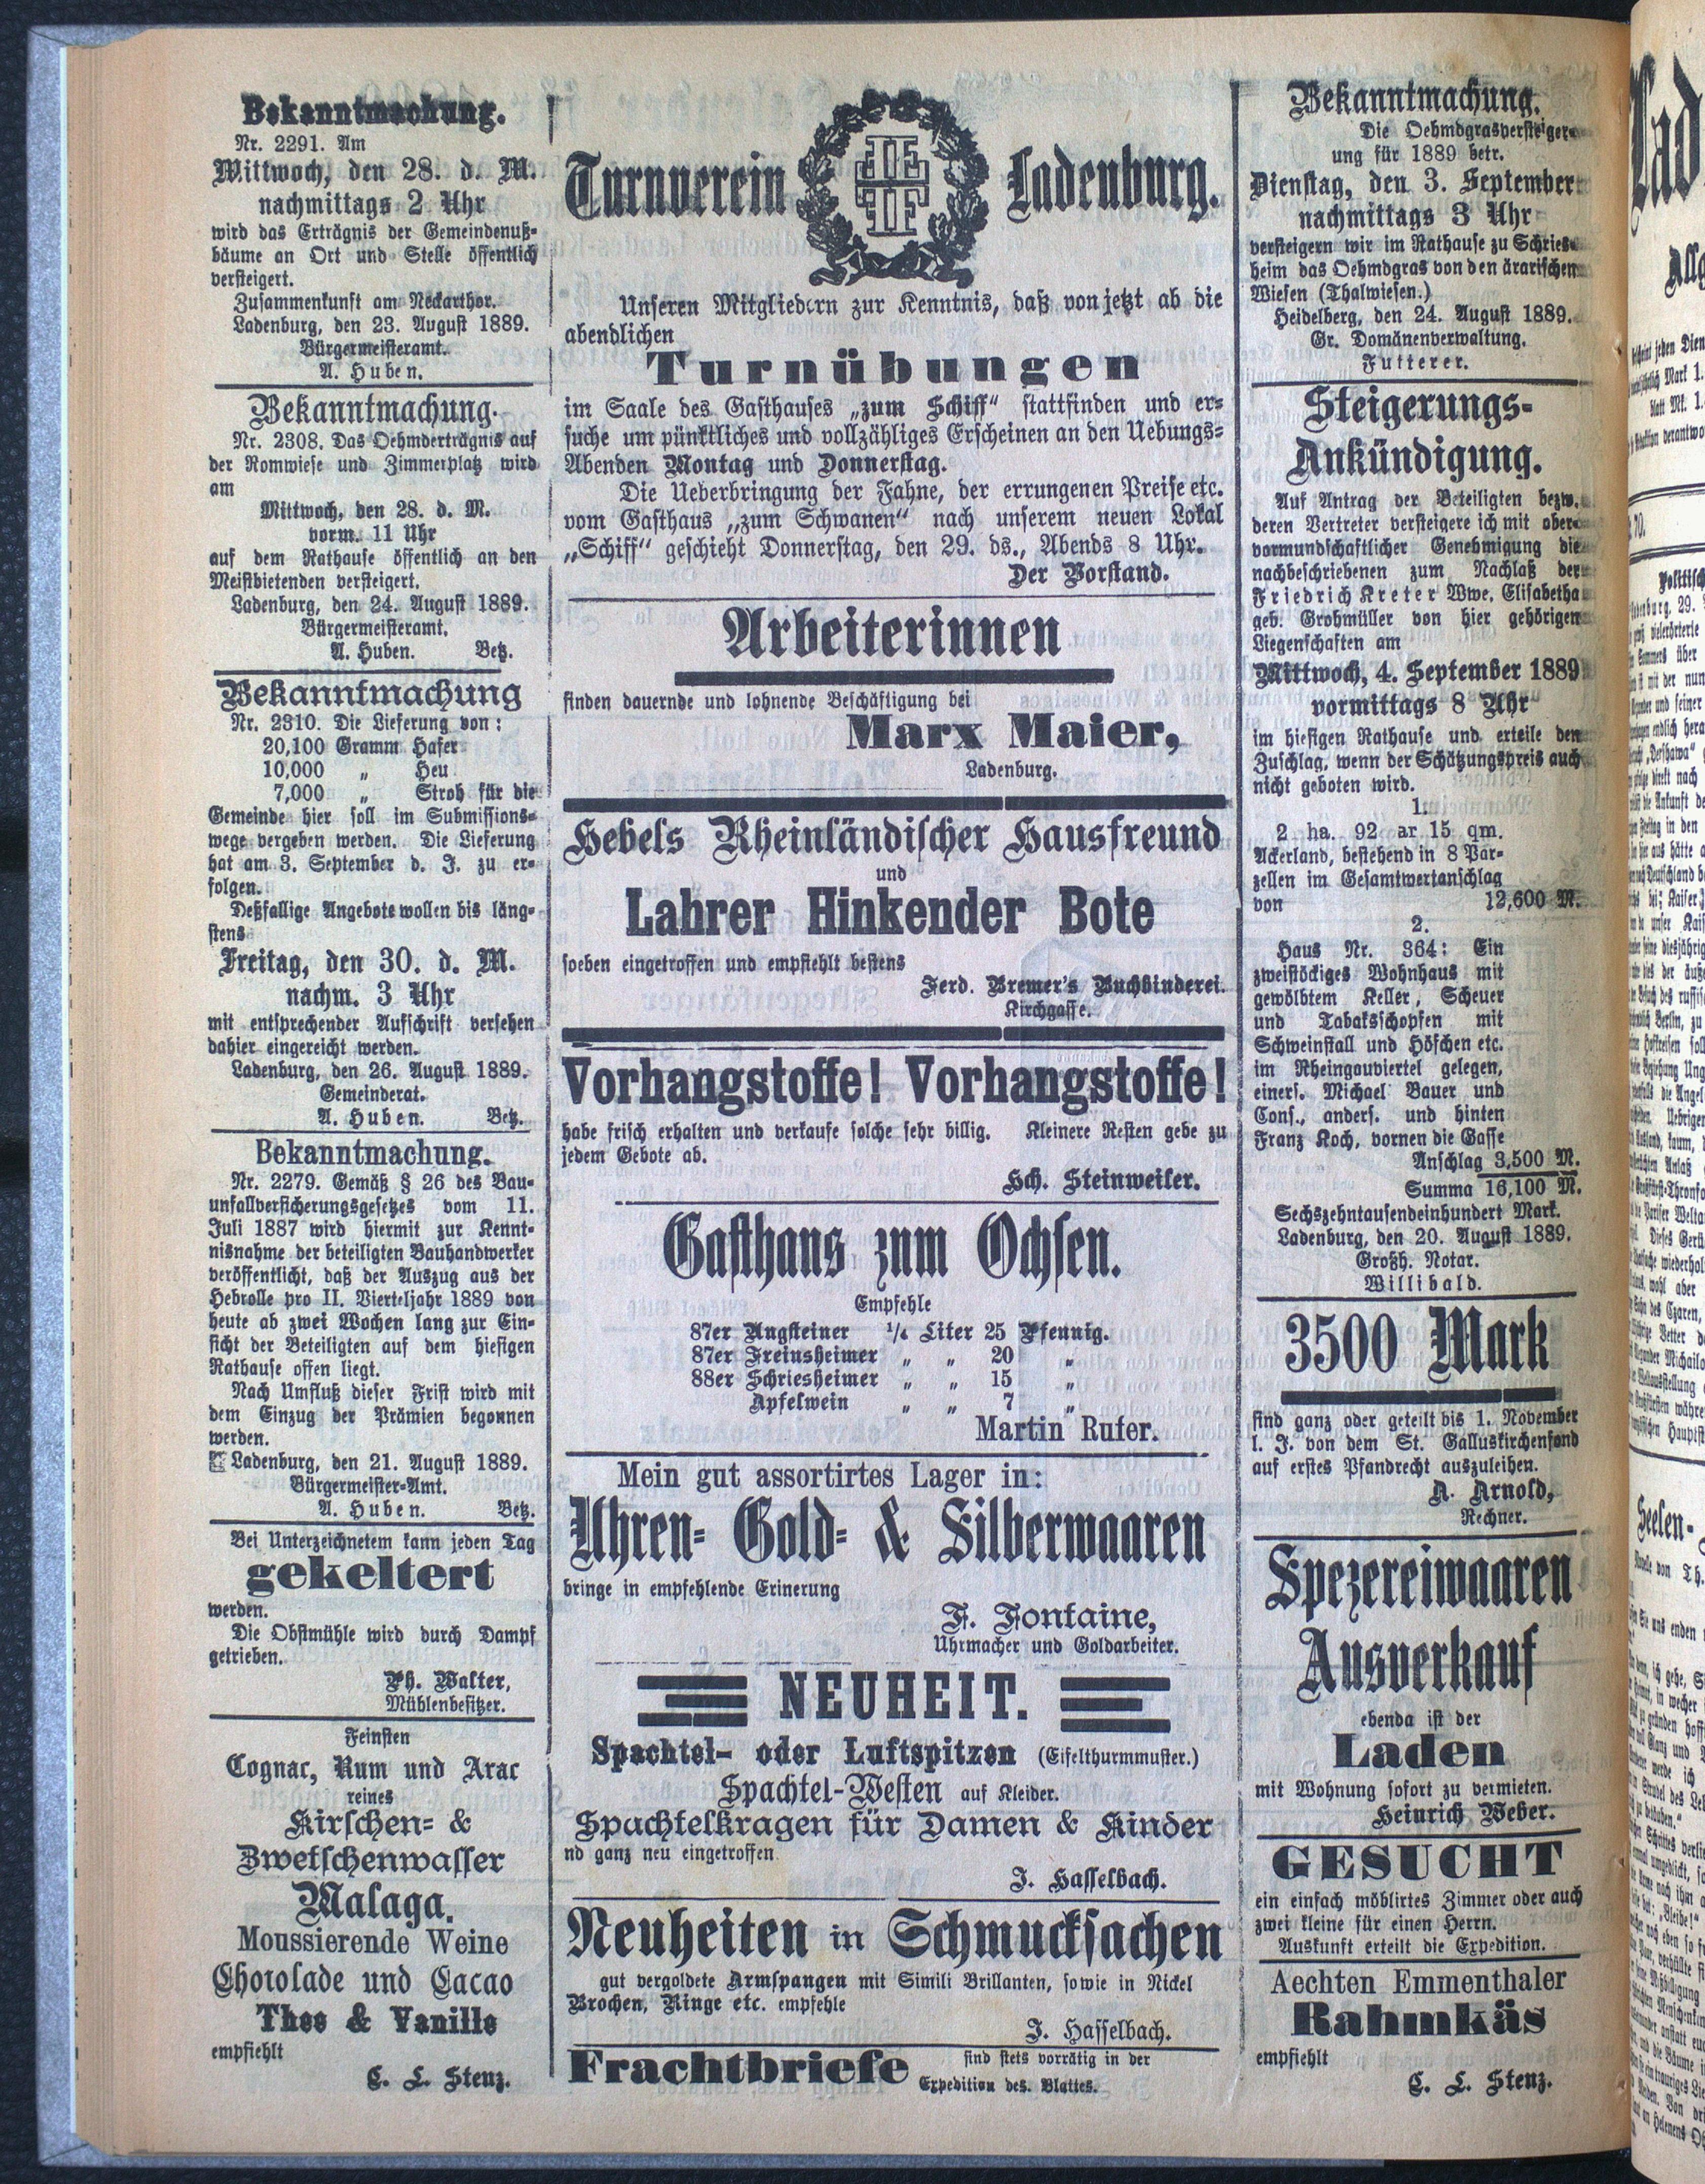 Bekanntmachung.
Nr. 2291. Am
Mittwoch, den 28. d. M.
nachmittags 2 Uhr
wird das Erträgnis der Gemeindenuß-
bäume an Ort und Stelle öffentlich
versteigert.
Zusammenkunft am Neckarthor.
Ladenburg, den 23. August 1889.
Bürgermeisteramt.
A. Huben.
Bekanntmachung.
Nr. 2308. Das Oehmderträgnis auf
der Romwiese und Zimmerplatz wird
am
Mittwoch, den 28. d. M.
vorm. 11 Uhr
auf dem Rathause öffentlich an den
Meistbietenden versteigert.
Ladenburg, den 24. August 1889.
Bürgermeisteramt.
A. Huben. Betz.
Bekanntmachung
Nr. 2310. Die Lieferung von:
20,100 Gramm Hafer
10,000 „ Heu
7,000 „ Stroh für die
Gemeinde hier soll im Submissions-
wege vergeben werden. Die Lieferung
hat am 3. September d. J. zu er-
folgen.
Deßfallige Angebote wollen bis läng-
stens
Freitag, den 30. d. M.
nachm. 3 Uhr
mit entsprechender Aufschrift versehen
dahier eingereicht werden.
Ladenburg, den 26. August 1889.
Gemeinderat.
A. Huben. Betz.
Bekanntmachung.
Nr. 2279. Gemäß § 26 des Bau-
unfallversicherungsgesetzes vom 11.
Juli 1887 wird hiermit zur Kennt-
nisnahme der beteiligten Bauhandwerker
veröffentlicht, daß der Auszug aus der
Hebrolle pro II. Vierteljahr 1889 von
heute ab zwei Wochen lang zur Ein-
sicht der Beteiligten auf dem hiesigen
Rathause offen liegt.
Nach Umfluß dieser Frist wird mit
dem Einzug der Prämien begonnen
werden.
Ladenburg, den 21. August 1889.
Bürgermeister-Amt.
A. Huben. Betz.
Bei Unterzeichnetem kann jeden Tag
gekeltert
werden.
Die Obstmühle wird durch Dampf
getrieben.
Ph. Walter,
Mühlenbesitzer.
Feinsten
Cognac, Rum und Arac
reines
Kirschen- &
Zwetschenwasser
Malaga.
Moussierende Weine
Chocolade und Cacao
Thee & Vanille
empfiehlt
C. L. Stenz.
Turnverein Ladenburg.
Unseren Mitgliedern zur Kenntnis, daß von jetzt ab die
abendlichen
Turnübungen
im Saale des Gasthauses „zum Schiff“ stattfinden und er-
suche um pünktliches und vollzähliges Erscheinen an den Uebungs-
Abenden Montag und Donnerstag.
Die Ueberbringung der Fahne, der errungenen Preise etc.
vom Gasthaus „zum Schwanen“ nach unserem neuen Lokal
„Schiff“ geschieht Donnerstag, den 29. ds., Abends 8 Uhr.
Der Vorstand.
Arbeiterinnen
finden dauernde und lohnende Beschäftigung bei
Marx Maier,
Ladenburg.
Hebels Rheinländischer Hausfreund
und
Lahrer Hinkender Bote
soeben eingetroffen und empfiehlt bestens
Ferd. Bremer's Buchbinderei.
Kirchgasse.
Vorhangstoffe! Vorhangstoffe!
habe frisch erhalten und verkaufe solche sehr billig. Kleinere Resten gebe zu
jedem Gebote ab.
Hch. Steinweiler.
Gasthaus zum Ochsen.
Empfehle
87er Angsteiner 1/4 Liter 25 Pfennig.
87er Freinsheimer „ „ 20 „
88er Schriesheimer „ „ 15 „
Apfelwein „ „ 7 „
Martin Rufer.
Mein gut assortirtes Lager in:
Uhren- Gold- & Silberwaaren
bringe in empfehlende Erinerung
F. Fontaine,
Uhrmacher und Goldarbeiter.
NEUHEIT.
Spachtel- oder Luftspitzen (Eifelthurmmuster.)
Spachtel-Westen auf Kleider.
Spachtelkragen für Damen & Kinder
nd ganz neu eingetroffen
J. Hasselbach.
Neuheiten in Schmucksachen
gut vergoldete Armspangen mit Simili Brillanten, sowie in Nickel
Brochen, Ringe etc. empfehle
J. Hasselbach.
Frachtbriefe sind stets vorrätig in der
Expedition des. Blattes.
Bekanntmachung.
Die Oehmdgrasversteiger-
ung für 1889 betr.
Dienstag, den 3. September
nachmittags 3 Uhr
versteigern wir im Rathause zu Schries-
heim das Oehmdgras von den ärarischen
Wiesen (Thalwiesen.)
Heidelberg, den 24. August 1889.
Gr. Domänenverwaltung.
Futterer.
Steigerungs-
Ankündigung.
Auf Antrag der Beteiligten bezw.
deren Vertreter versteigere ich mit ober-
vormundschaftlicher Genehmigung die
nachbeschriebenen zum Nachlaß der
Friedrich Kreter Wwe. Elisabetha
geb. Grohmüller von hier gehörigen
Liegenschaften am
Mittwoch, 4. September 1889
vormittags 8 Uhr
im hiesigen Rathause und erteile den
Zuschlag, wenn der Schätzungspreis auch
nicht geboten wird.
1.
2 ha. 92 ar 15 qm.
Ackerland, bestehend in 8 Par-
zellen im Gesamtwertanschlag
von 12,600 M.
2.
Haus Nr. 364: Ein
zweistöckiges Wohnhaus mit
gewölbtem Keller, Scheuer
und Tabaksschopfen mit
Schweinstall und Höfchen etc.
im Rheingauviertel gelegen,
einers. Michael Bauer und
Cons., anders. und hinten
Franz Koch, vornen die Gasse
Anschlag 3,500 M.
Summa 16,100 M.
Sechszehntausendeinhundert Mark.
Ladenburg, den 20. August 1889.
Großh. Notar.
Willibald.
3500 Mark
sind ganz oder geteilt bis 1. November
l. J. von dem St. Galluskirchenfond
auf erstes Pfandrecht auszuleihen.
A. Arnold,
Rechner.
Spezereiwaaren
Ausverkauf
ebenda ist der
Laden
mit Wohnung sofort zu vermieten.
Heinrich Weber.
GESUCHT
ein einfach möblirtes Zimmer oder auch
zwei kleine für einen Herrn.
Auskunft erteilt die Expedition.
Aechten Emmenthaler
Rahmkäs
empfiehlt
C. L. Stenz.